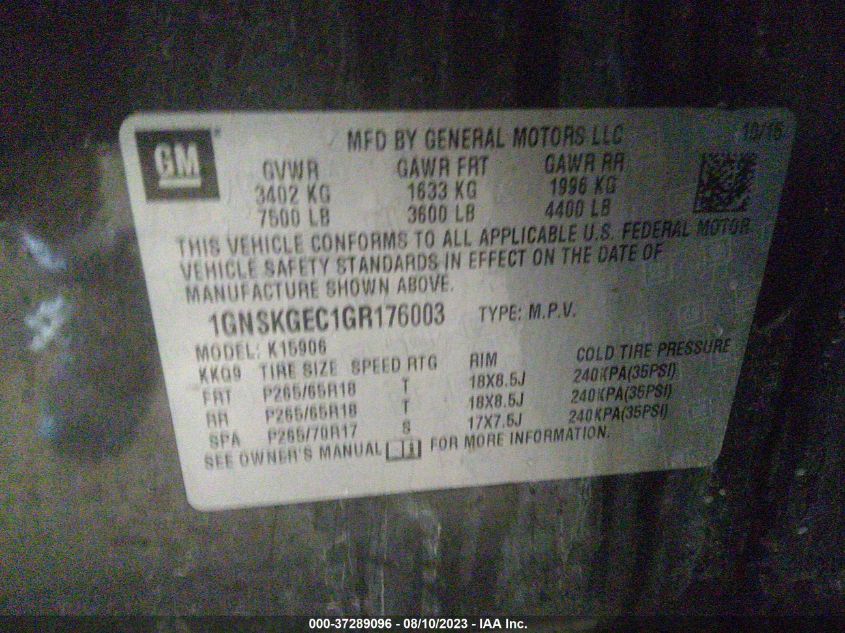 GM
MFD BY GENERAL MOTORS LLC 10/15
GVWR GAWR FRT GAWR RR
3402 KG 1633 KG 1996 KG
7500 LB 3600 LB 4400 LB
THIS VEHICLE CONFORMS TO ALL APPLICABLE U.S. FEDERAL MOTOR
VEHICLE SAFETY STANDARDS IN EFFECT ON THE DATE OF
MANUFACTURE SHOWN ABOVE.
1GNSKGEC1GR176003 TYPE: M.P.V.
MODEL: K15906
KKQ9 TIRE SIZE SPEED RTG RIM COLD TIRE PRESSURE
FRT P265/65R18 T 18X8.5J 240KPA(35PSI)
RR P265/65R18 T 18X8.5J 240KPA(35PSI)
SPA P265/70R17 S 17X7.5J 240KPA(35PSI)
SEE OWNER'S MANUAL FOR MORE INFORMATION.
000-37289096 - 08/10/2023 - IAA Inc.